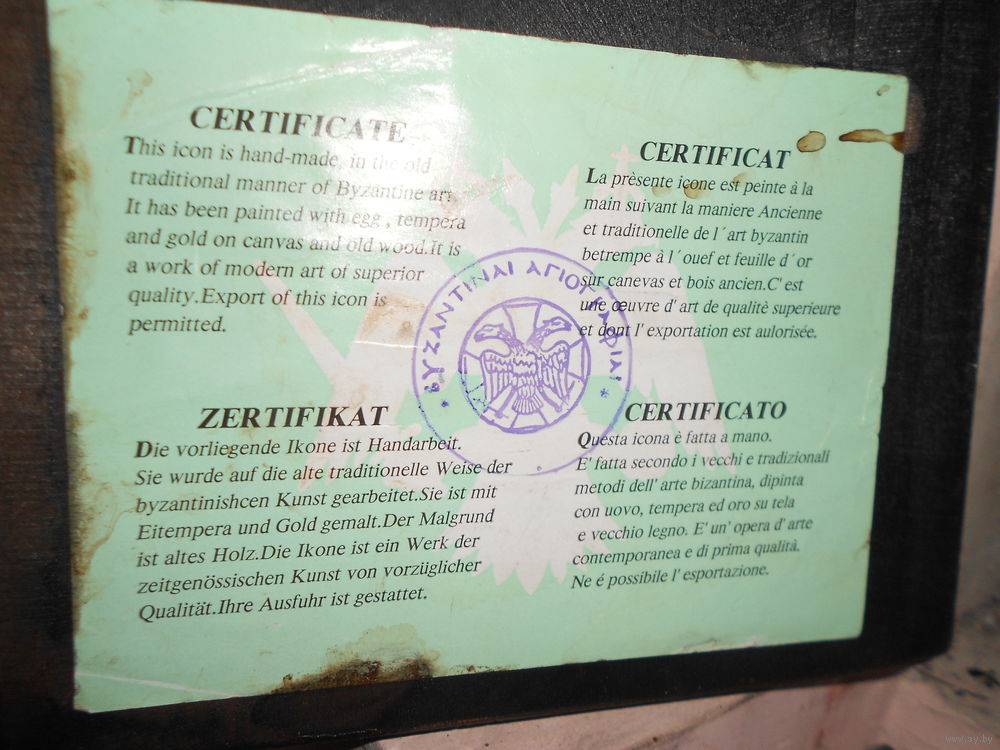 CERTIFICATE
This icon is hand-made, in the old
traditional manner of Byzantine art.
It has been painted with egg , tempera
and gold on canvas and old wood.It is
a work of modern art of superior
quality.Export of this icon is
permitted.
CERTIFICAT
La prèsente icone est peinte â la
main suivant la maniere Ancienne
et traditionelle de l ´art byzantin
betrempe à l ´ ouef et feuille d ´or
sur canevas et bois ancien.C' est
une œuvre d' art de qualitè superieure
et dont l' exportation est aulorisée.
ΒΥΖΑΝΤΙΝΑΙ ΑΓΙΟΓΡΑΦΙΑΙ
ZERTIFIKAT
Die vorliegende Ikone ist Handarbeit.
Sie wurde auf die alte traditionelle Weise der
byzantinishcen Kunst gearbeitet.Sie ist mit
Eitempera und Gold gemalt.Der Malgrund
ist altes Holz.Die Ikone ist ein Werk der
zeitgenössischen Kunst von vorzüglicher
Qualität.Ihre Ausfuhr ist gestattet.
CERTIFICATO
Questa icona è fatta a mano.
E' fatta secondo i vecchi e tradizionali
metodi dell' arte bizantina, dipinta
con uovo, tempera ed oro su tela
e vecchio legno. E' un' opera d' arte
contemporanea e di prima qualità.
Ne é possibile l' esportazione.
www.ay.by